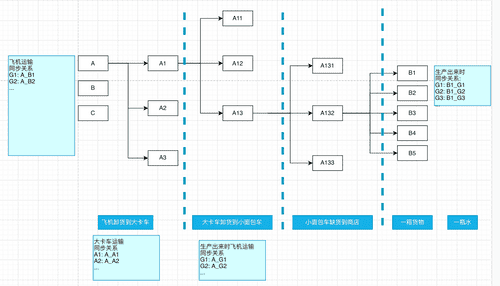 飞机运输
同步关系
G1: A_B1
G2: A_B2
...
A
B
C
A1
A2
A3
A11
A12
A13
A131
A132
A133
B1
B2
B3
B4
B5
生产出来时
同步关系:
G1: B1_G1
G2: B1_G2
G3: B1_G3
...
飞机卸货到大卡车
大卡车卸货到小面包车
小面包车缺货到商店
一箱货物
一瓶水
大卡车运输
同步关系
A1: A_A1
A2: A_A2
...
生产出来时飞机运输
同步关系
G1: A_G1
G2: A_G2
...